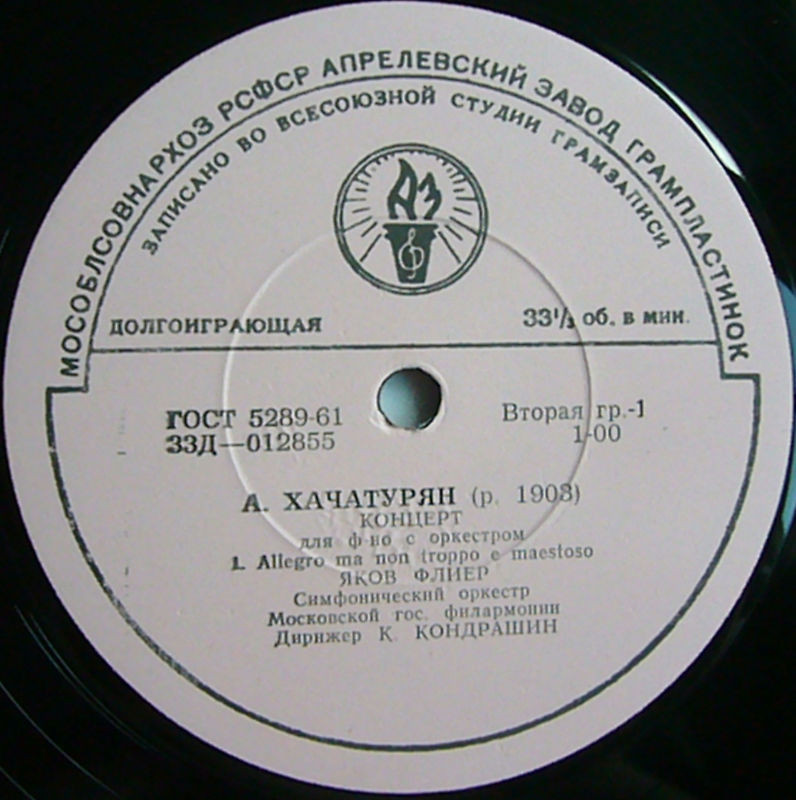 МОСОБЛСОВНАРХОЗ РСФСР АПРЕЛЕВСКИЙ ЗАВОД ГРАМПЛАСТИНОК
ЗАПИСАНО ВО ВСЕСОЮЗНОЙ СТУДИИ ГРАМЗАПИСИ
АЗ
ДОЛГОИГРАЮЩАЯ 33⅓ об. в мин.
ГОСТ 5289-61 Вторая гр.-1
33Д—012855 1-00
А. ХАЧАТУРЯН (р. 1903)
КОНЦЕРТ
для ф-но с оркестром
1. Allegro ma non troppo e maestoso
ЯКОВ ФЛИЕР
Симфонический оркестр
Московской гос. филармонии
Дирижер К. КОНДРАШИН